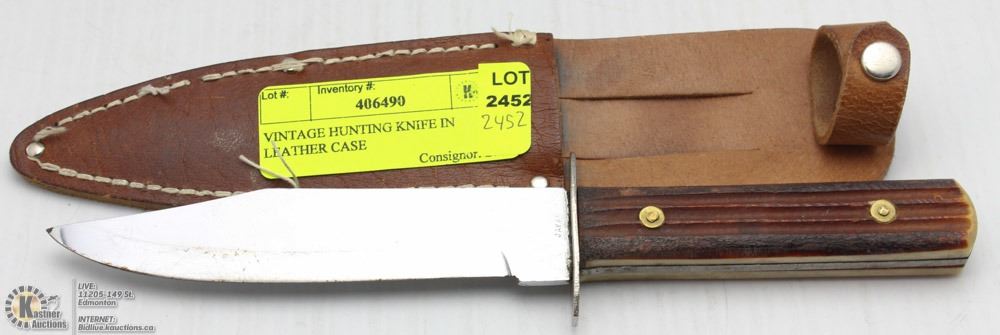 Lot #: Inventory #:
406490
LOT
2452
2452
VINTAGE HUNTING KNIFE IN
LEATHER CASE
Consignor:
Kastner
Auctions
LIVE:
11205-149 St.
Edmonton
INTERNET:
Bidlive.kauctions.ca